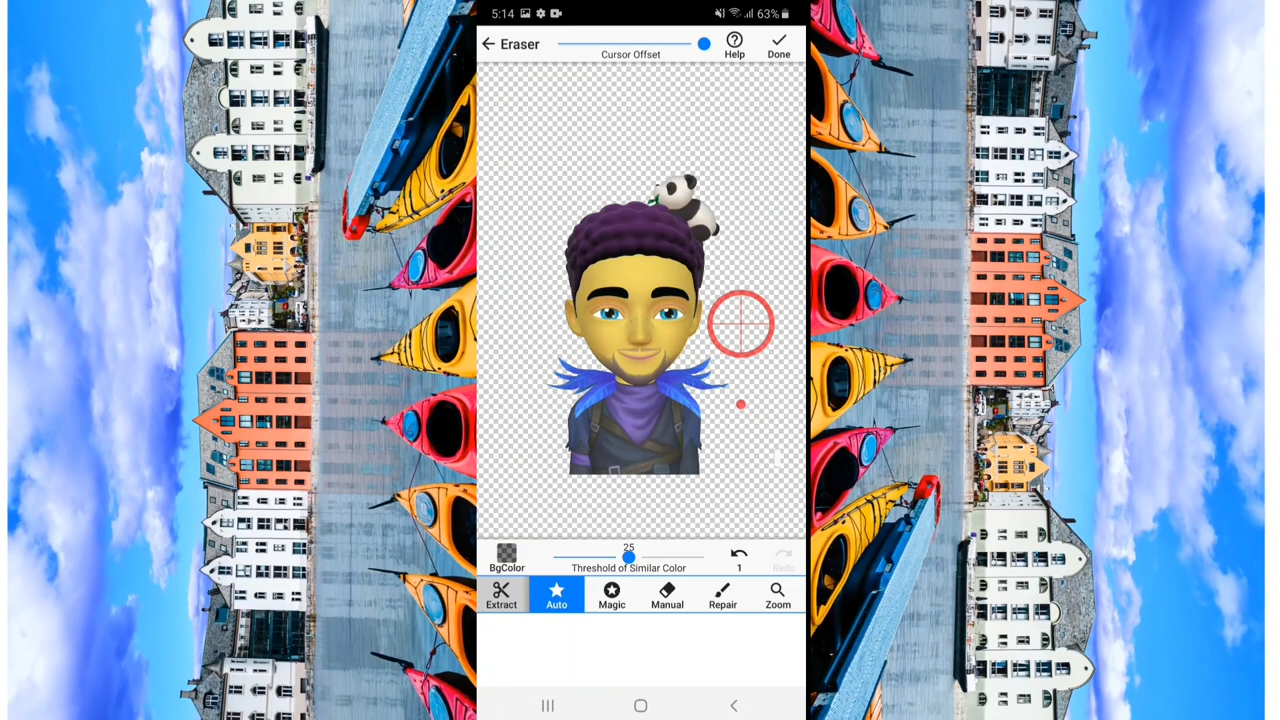 5:14 63%
Eraser Cursor Offset Help Done
25
BgColor Threshold of Similar Color 1 Redo
Extract Auto Magic Manual Repair Zoom